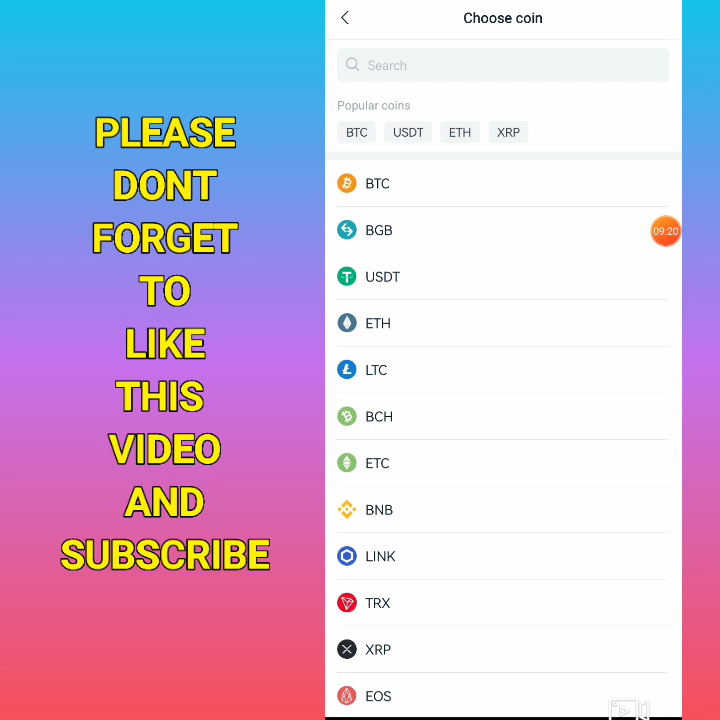 PLEASE
DONT
FORGET
TO
LIKE
THIS
VIDEO
AND
SUBSCRIBE
Choose coin
Search
Popular coins
BTC USDT ETH XRP
BTC
BGB
09:20
USDT
ETH
LTC
BCH
ETC
BNB
LINK
TRX
XRP
EOS